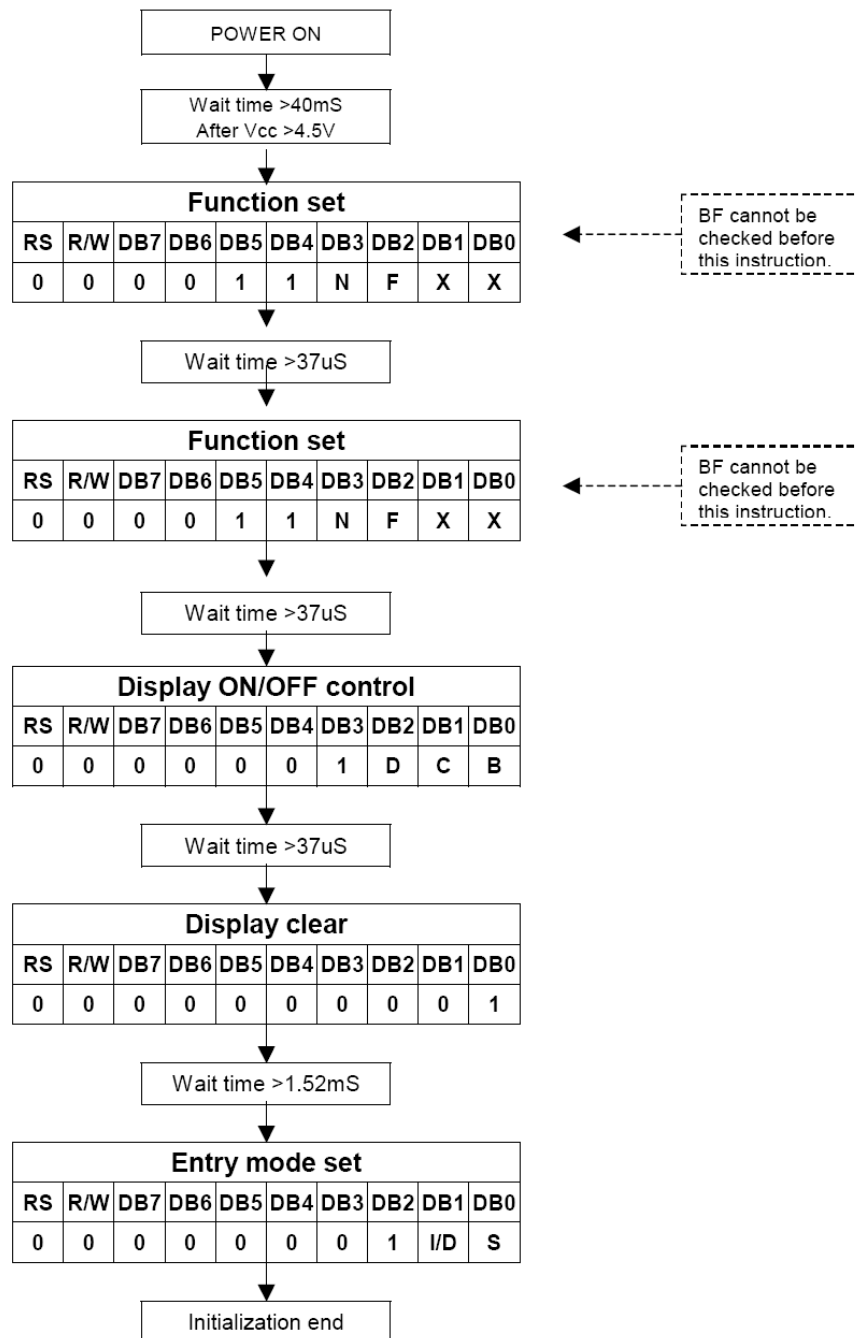 POWER ON
Wait time >40mS
After Vcc >4.5V
Function set
RS R/W DB7 DB6 DB5 DB4 DB3 DB2 DB1 DB0
0 0 0 0 1 1 N F X X
BF cannot be
checked before
this instruction.
Wait time >37uS
Function set
RS R/W DB7 DB6 DB5 DB4 DB3 DB2 DB1 DB0
0 0 0 0 1 1 N F X X
BF cannot be
checked before
this instruction.
Wait time >37uS
Display ON/OFF control
RS R/W DB7 DB6 DB5 DB4 DB3 DB2 DB1 DB0
0 0 0 0 0 0 1 D C B
Wait time >37uS
Display clear
RS R/W DB7 DB6 DB5 DB4 DB3 DB2 DB1 DB0
0 0 0 0 0 0 0 0 0 1
Wait time >1.52mS
Entry mode set
RS R/W DB7 DB6 DB5 DB4 DB3 DB2 DB1 DB0
0 0 0 0 0 0 0 1 I/D S
Initialization end